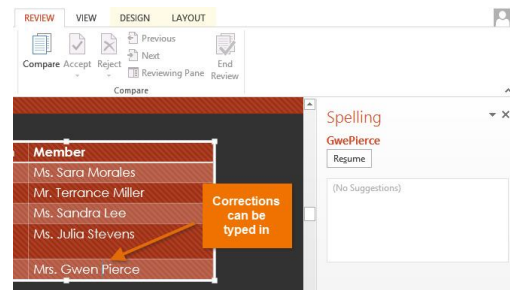 REVIEW VIEW DESIGN LAYOUT
Compare Accept Reject Previous
Next
Reviewing Pane
End
Review
Compare
Spelling
GwePierce
Resume
(No Suggestions)
Member
Ms. Sara Morales
Mr. Terrance Miller
Ms. Sandra Lee
Ms. Julia Stevens
Mrs. Gwen Pierce
Corrections
can be
typed in